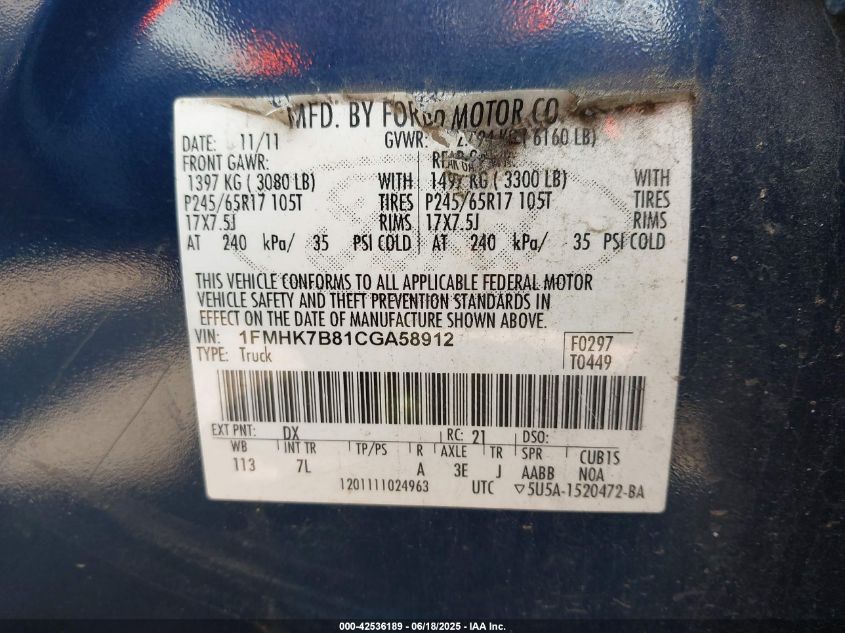 MFD. BY FORD MOTOR CO.
DATE: 11/11 GVWR: KG ( 6160 LB)
FRONT GAWR:
1397 KG ( 3080 LB) WITH 1497 KG ( 3300 LB) WITH
P245/65R17 105T TIRES P245/65R17 105T TIRES
17X7.5J RIMS 17X7.5J RIMS
AT 240 kPa/ 35 PSI COLD AT 240 kPa/ 35 PSI COLD
THIS VEHICLE CONFORMS TO ALL APPLICABLE FEDERAL MOTOR
VEHICLE SAFETY AND THEFT PREVENTION STANDARDS IN
EFFECT ON THE DATE OF MANUFACTURE SHOWN ABOVE.
VIN: 1FMHK7B81CGA58912 F0297
TYPE: Truck T0449
EXT PNT: DX RC: 21 DSO:
WB INT TR TP/PS R AXLE TR SPR CUB1S
113 7L A 3E J AABB NOA
1201111024963 UTC ▽5U5A-1520472-BA
000-42536189 - 06/18/2025 - IAA Inc.